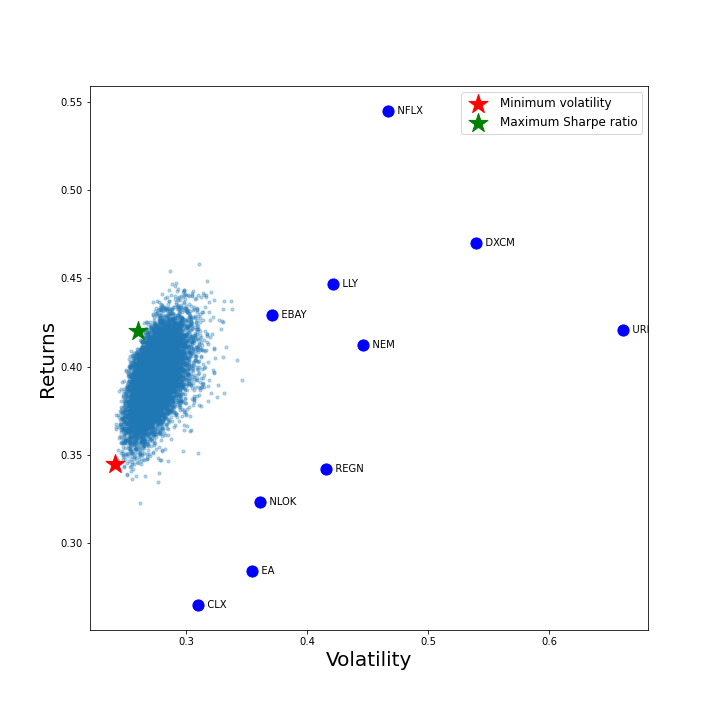 Minimum volatility
Maximum Sharpe ratio
0.55
NFLX
0.50
DXCM
0.45
LLY
EBAY
URI
NEM
0.40
Returns
0.35
REGN
NLOK
0.30
EA
CLX
0.3
0.4
0.5
0.6
Volatility